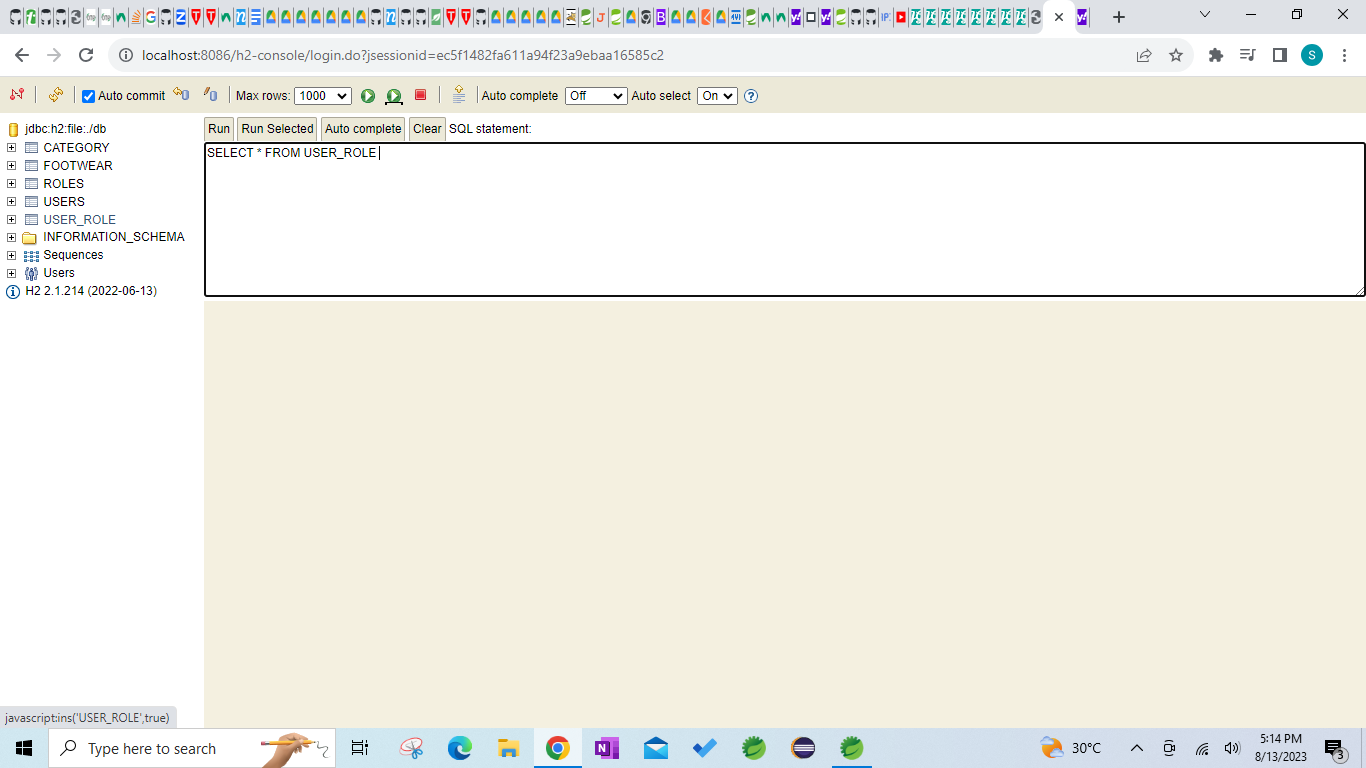 localhost:8086/h2-console/login.do?jsessionid=ec5f1482fa611a94f23a9ebaa16585c2
S
Auto commit Max rows: 1000 Auto complete Off Auto select On ?
jdbc:h2:file:./db
CATEGORY
FOOTWEAR
ROLES
USERS
USER_ROLE
INFORMATION_SCHEMA
Sequences
Users
H2 2.1.214 (2022-06-13)
Run Run Selected Auto complete Clear SQL statement:
SELECT * FROM USER_ROLE
javascript:ins('USER_ROLE',true)
Type here to search
30°C
5:14 PM
8/13/2023
3